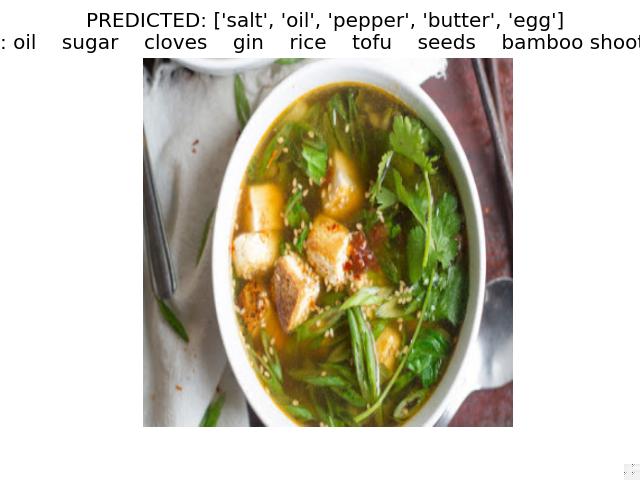 PREDICTED: ['salt', 'oil', 'pepper', 'butter', 'egg']
: oil sugar cloves gin rice tofu seeds bamboo shoot